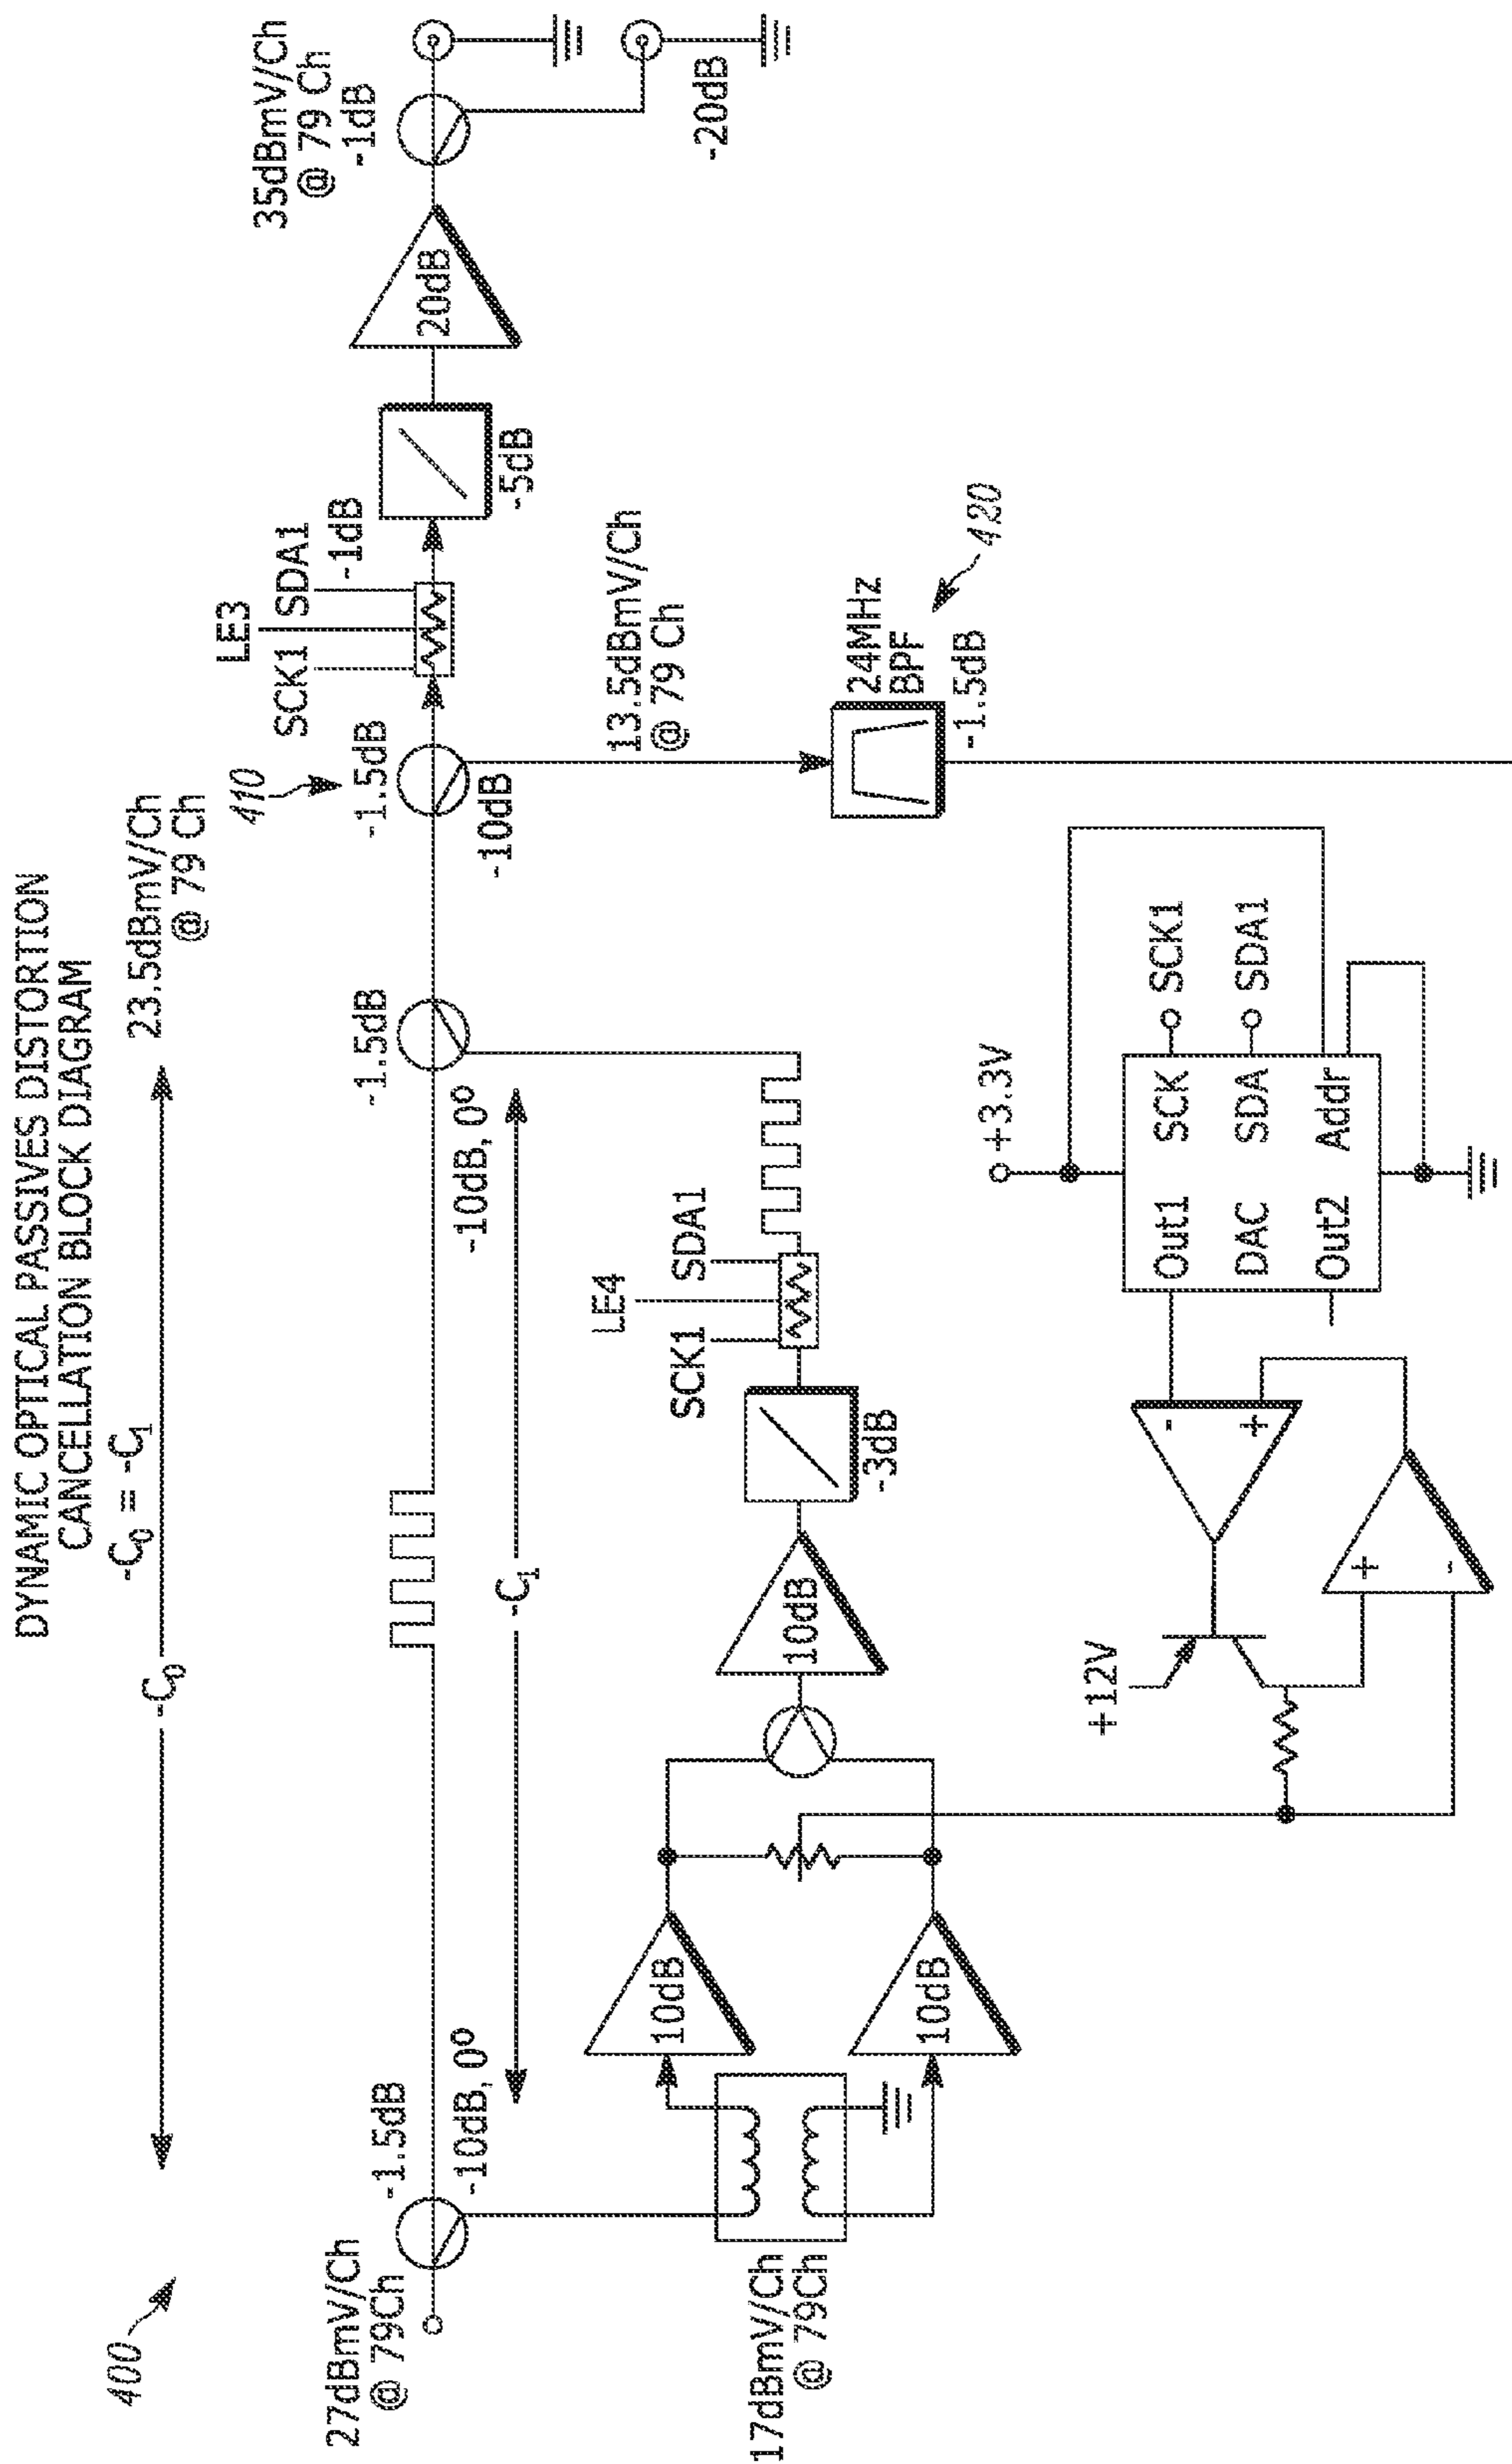 DYNAMIC OPTICAL PASSIVES DISTORTION
CANCELLATION BLOCK DIAGRAM
400
-C0 = -C1
-C0
23.5dBmV/Ch
@ 79 Ch
27dBmV/Ch
@ 79Ch
-1.5dB
-10dB, 0º
-C1
-1.5dB
-10dB, 0º
410
-1.5dB
-10dB
LE3
SCK1
SDA1
-1dB
-5dB
20dB
35dBmV/Ch
@ 79 Ch
-1dB
-20dB
13.5dBmV/Ch
@ 79 Ch
24MHz
BPF
-1.5dB
420
17dBmV/Ch
@ 79Ch
10dB
10dB
10dB
-3dB
LE4
SCK1
SDA1
+12V
+
-
-
+
+3.3V
Out1
SCK
SCK1
DAC
SDA
SDA1
Out2
Addr